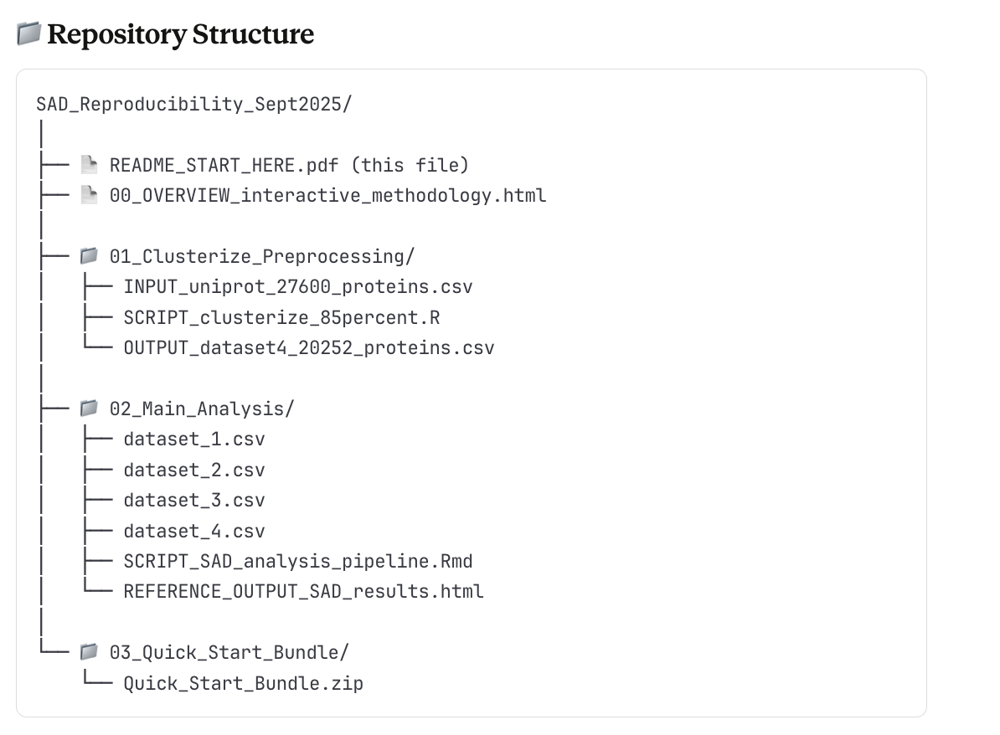 Repository Structure
SAD_Reproducibility_Sept2025/
│
├── README_START_HERE.pdf (this file)
├── 00_OVERVIEW_interactive_methodology.html
│
├── 01_Clusterize_Preprocessing/
│   ├── INPUT_uniprot_27600_proteins.csv
│   ├── SCRIPT_clusterize_85percent.R
│   └── OUTPUT_dataset4_20252_proteins.csv
│
├── 02_Main_Analysis/
│   ├── dataset_1.csv
│   ├── dataset_2.csv
│   ├── dataset_3.csv
│   ├── dataset_4.csv
│   ├── SCRIPT_SAD_analysis_pipeline.Rmd
│   └── REFERENCE_OUTPUT_SAD_results.html
│
└── 03_Quick_Start_Bundle/
    └── Quick_Start_Bundle.zip